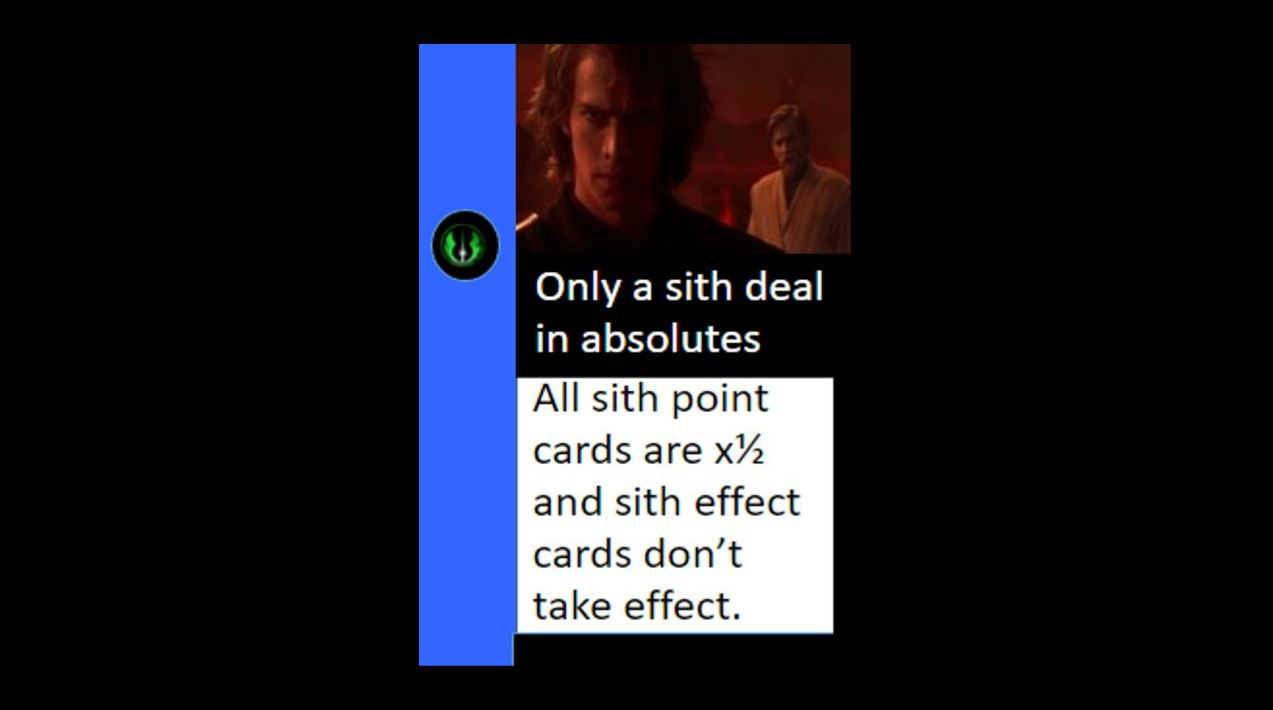 Only a sith deal
in absolutes
All sith point
cards are x½
and sith effect
cards don’t
take effect.